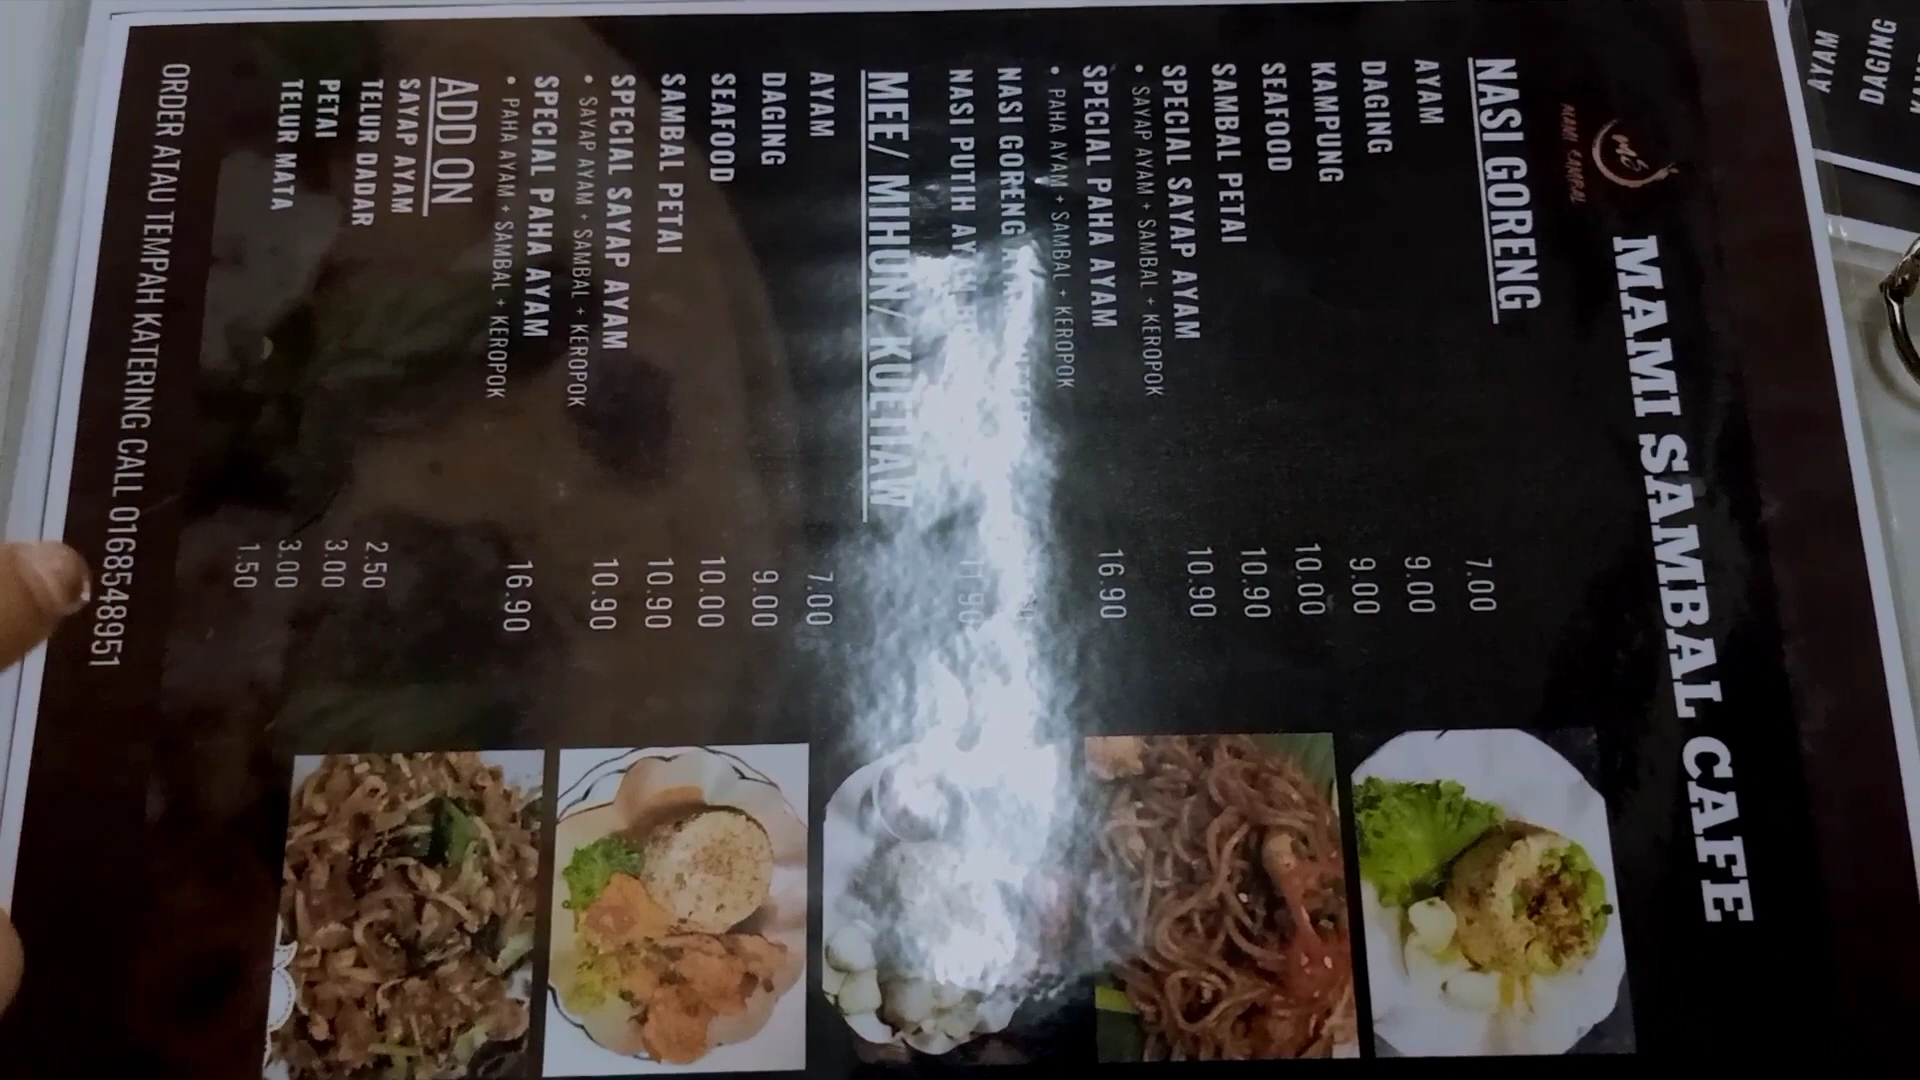 MAMI SAMBAL
MAMI SAMBAL CAFE
NASI GORENG
AYAM 7.00
DAGING 9.00
KAMPUNG 9.00
SEAFOOD 10.00
SAMBAL PETAI 10.90
SPECIAL SAYAP AYAM 10.90
• SAYAP AYAM + SAMBAL + KEROPOK
SPECIAL PAHA AYAM 16.90
• PAHA AYAM + SAMBAL + KEROPOK
NASI GORENG
NASI PUTIH 11.90
MEE/ MIHUN/ KUETIAW
AYAM 7.00
DAGING 9.00
SEAFOOD 10.00
SAMBAL PETAI 10.90
SPECIAL SAYAP AYAM 10.90
• SAYAP AYAM + SAMBAL + KEROPOK
SPECIAL PAHA AYAM 16.90
• PAHA AYAM + SAMBAL + KEROPOK
ADD ON
SAYAP AYAM 2.50
TELUR DADAR 3.00
PETAI 3.00
TELUR MATA 1.50
ORDER ATAU TEMPAH KATERING CALL 0168548951
DAGING
AYAM